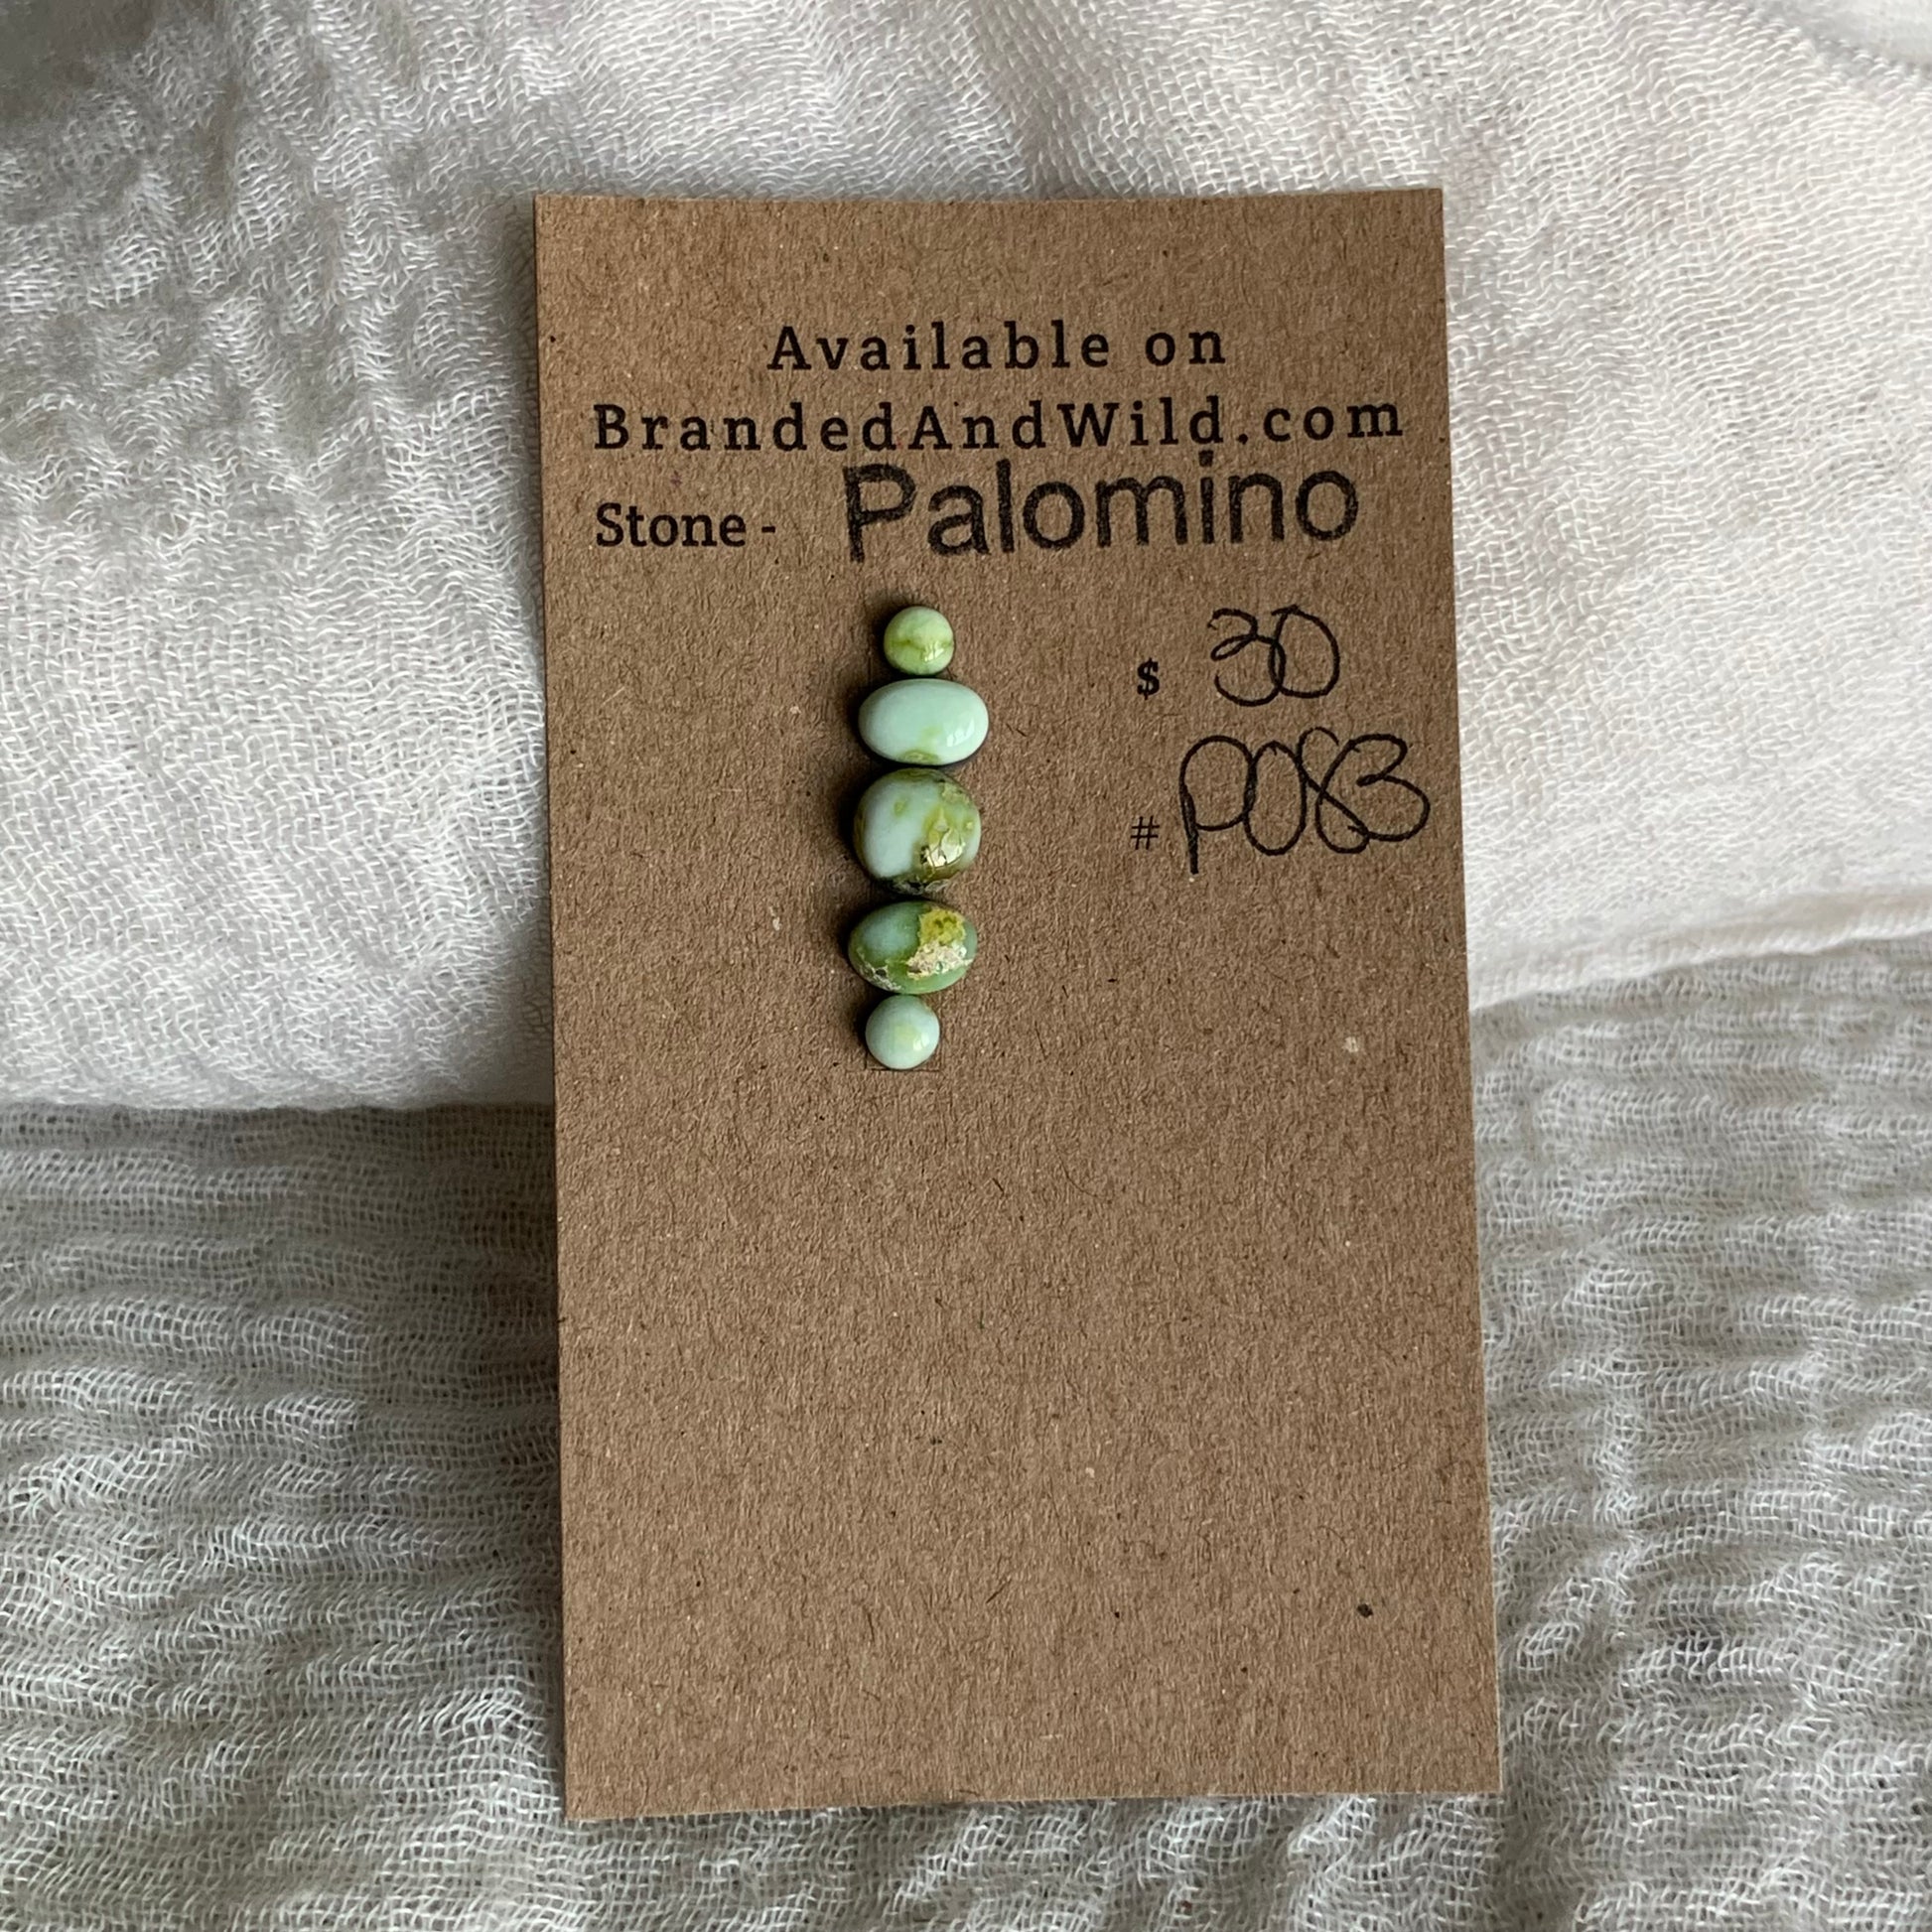 Available on
BrandedAndWild.com
Stone - Palomino
$ 30
# P083